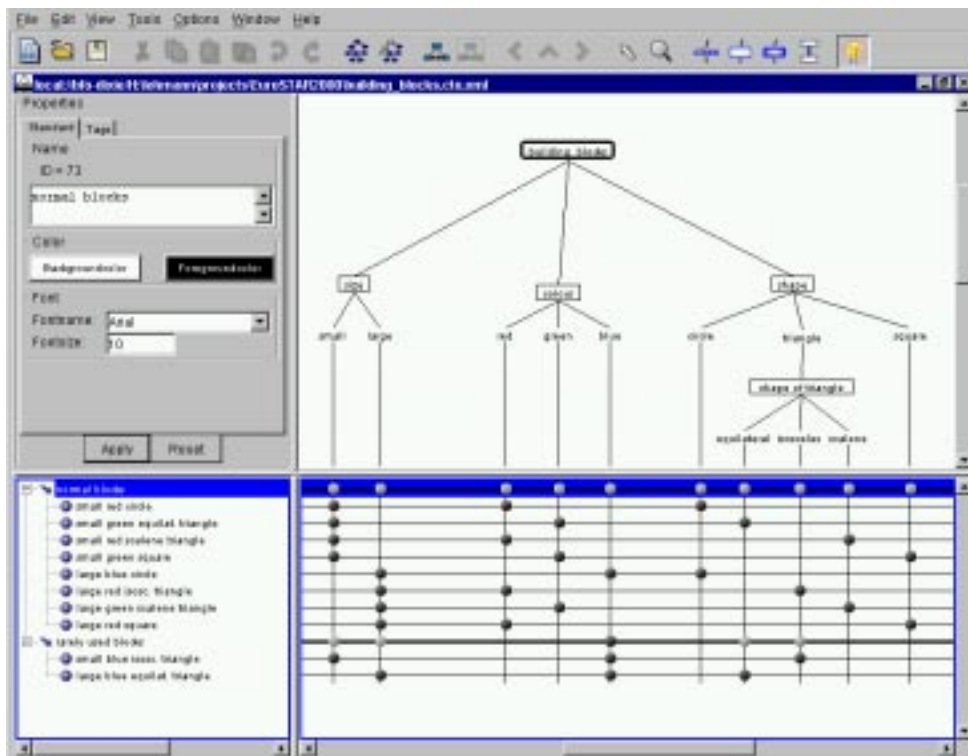 File Edit View Tools Options Window Help
Properties
Standard Tags
Name
ID = 73
normal blocks
Color
Backgroundcolor Foregroundcolor
Font
Fontname: Arial
Fontsize: 10
Apply Reset
building blocks
size colour shape
small large red green blue circle triangle square
shape of triangle
equilateral isosceles scalene
normal blocks
small red circle
small green equilat. triangle
small red scalene triangle
small green square
large blue circle
large red isosc. triangle
large green scalene triangle
large red square
rarely used blocks
small blue isosc. triangle
large blue equilat. triangle